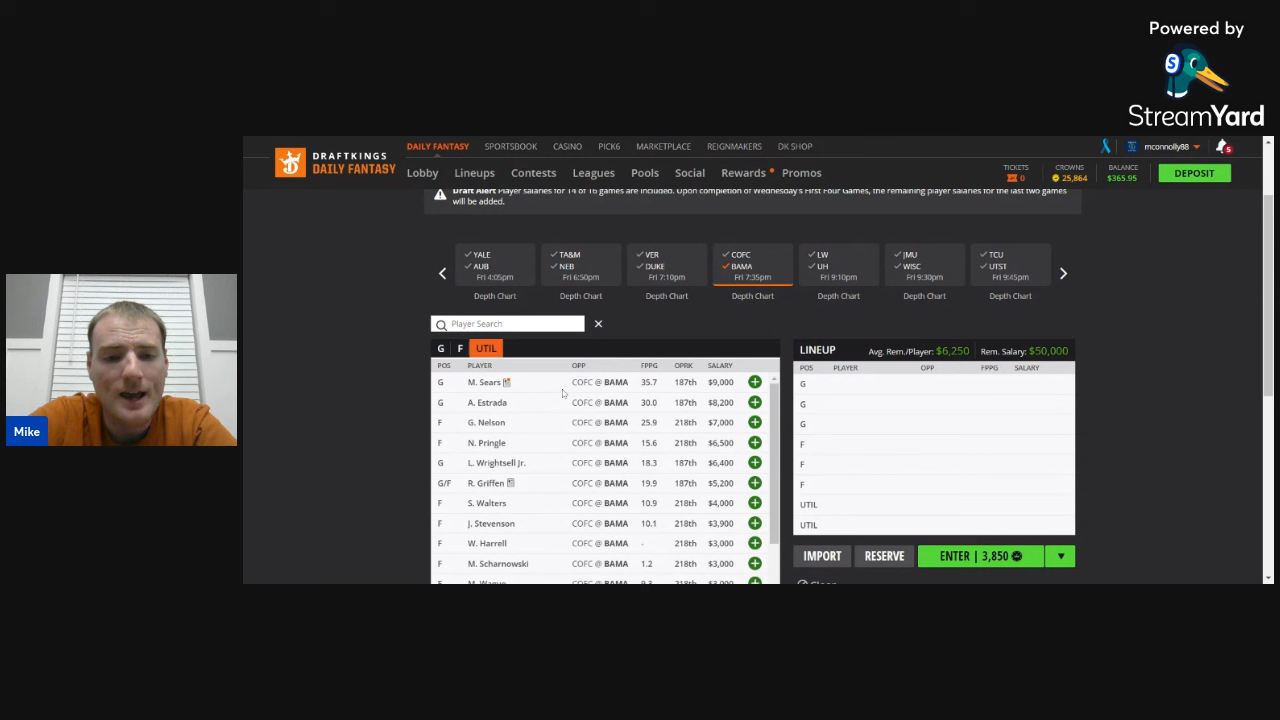 Powered by
S
StreamYard
DRAFTKINGS
DAILY FANTASY
DAILY FANTASY SPORTSBOOK CASINO PICK6 MARKETPLACE REIGNMAKERS DK SHOP
mcconnolly88
S
Lobby Lineups Contests Leagues Pools Social Rewards Promos
TICKETS
0
CROWNS
25,864
BALANCE
$365.95
DEPOSIT
Draft Alert Player salaries for 14 of 16 games are included. Upon completion of Wednesday's First Four Games, the remaining player salaries for the last two games
will be added.
YALE TA&M VER COFC LW JMU TCU
AUB NEB DUKE BAMA UH WISC UTST
Fri 4:05pm Fri 6:50pm Fri 7:10pm Fri 7:35pm Fri 9:10pm Fri 9:30pm Fri 9:45pm
Depth Chart Depth Chart Depth Chart Depth Chart Depth Chart Depth Chart Depth Chart
Player Search
G F UTIL
POS PLAYER OPP FPPG OPRK SALARY
G M. Sears COFC @ BAMA 35.7 187th $9,000
G A. Estrada COFC @ BAMA 30.0 187th $8,200
F G. Nelson COFC @ BAMA 25.9 218th $7,000
F N. Pringle COFC @ BAMA 15.6 218th $6,500
G L. Wrightsell Jr. COFC @ BAMA 18.3 187th $6,400
G/F R. Griffen COFC @ BAMA 19.9 187th $5,200
F S. Walters COFC @ BAMA 10.9 218th $4,000
F J. Stevenson COFC @ BAMA 10.1 218th $3,900
F W. Harrell COFC @ BAMA - 218th $3,000
F M. Scharnowski COFC @ BAMA 1.2 218th $3,000
F M. Wague COFC @ BAMA 9.3 218th $3,000
LINEUP Avg. Rem./Player: $6,250 Rem. Salary: $50,000
POS PLAYER OPP FPPG SALARY
G
G
G
F
F
F
UTIL
UTIL
IMPORT RESERVE ENTER | 3,850
Clear
Mike